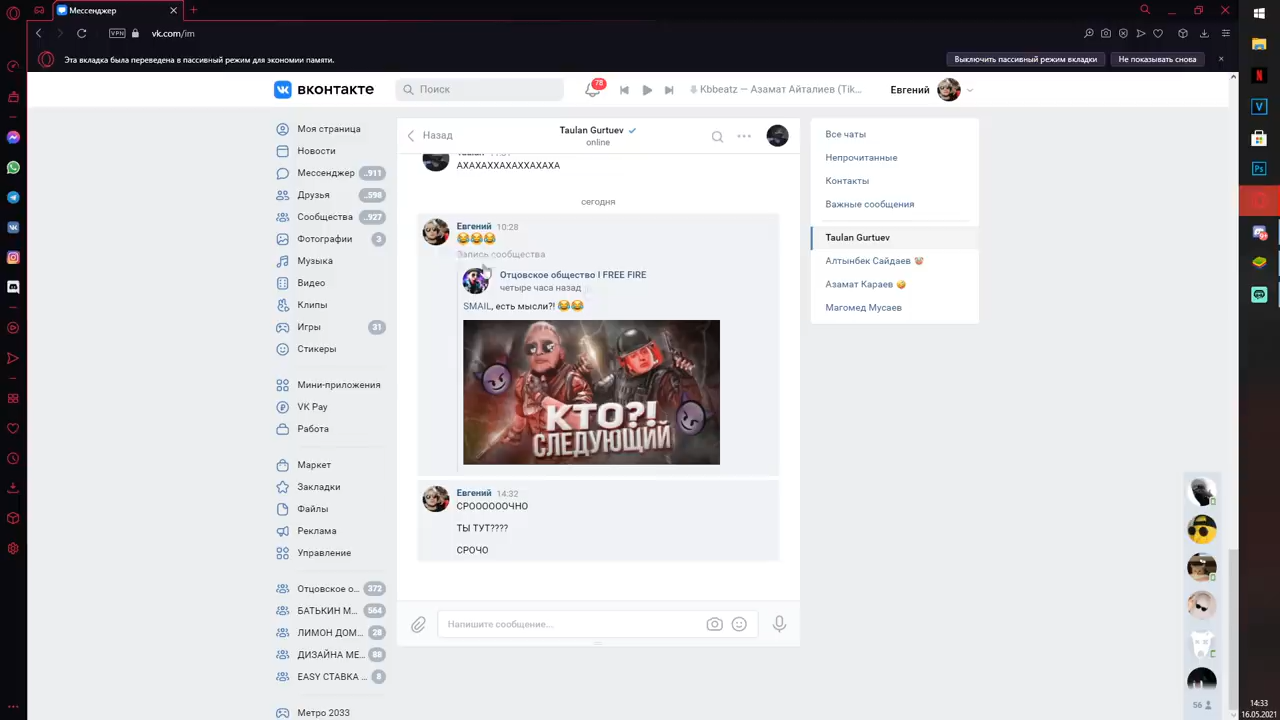 Мессенджер
VPN
vk.com/im
Эта вкладка была переведена в пассивный режим для экономии памяти.
Выключить пассивный режим вкладки
Не показывать снова
вконтакте
Поиск
78
Kbbeatz — Азамат Айталиев (Tik...
Евгений
Моя страница
Новости
Мессенджер ..911
Друзья ..598
Сообщества ..927
Фотографии 3
Музыка
Видео
Клипы
Игры 31
Стикеры
Мини-приложения
VK Pay
Работа
Маркет
Закладки
Файлы
Реклама
Управление
Отцовское о... 372
БАТЬКИН М... 564
ЛИМОН ДОМ... 28
ДИЗАЙНА МЕ... 88
EASY СТАВКА ... 8
Метро 2033
Назад
Taulan Gurtuev
online
АХАХАХХАХАХХАХАХА
сегодня
Евгений 10:28
😂😂😂
Запись сообщества
Отцовское общество I FREE FIRE
четыре часа назад
SMAIL, есть мысли?! 😂😂
КТО?!
СЛЕДУЮЩИЙ
Евгений 14:32
СРООООООЧНО
ТЫ ТУТ????
СРОЧО
Напишите сообщение...
Все чаты
Непрочитанные
Контакты
Важные сообщения
Taulan Gurtuev
Алтынбек Сайдаев 🐹
Азамат Караев 🤪
Магомед Мусаев
56
N
V
Ps
14:33
16.05.2021